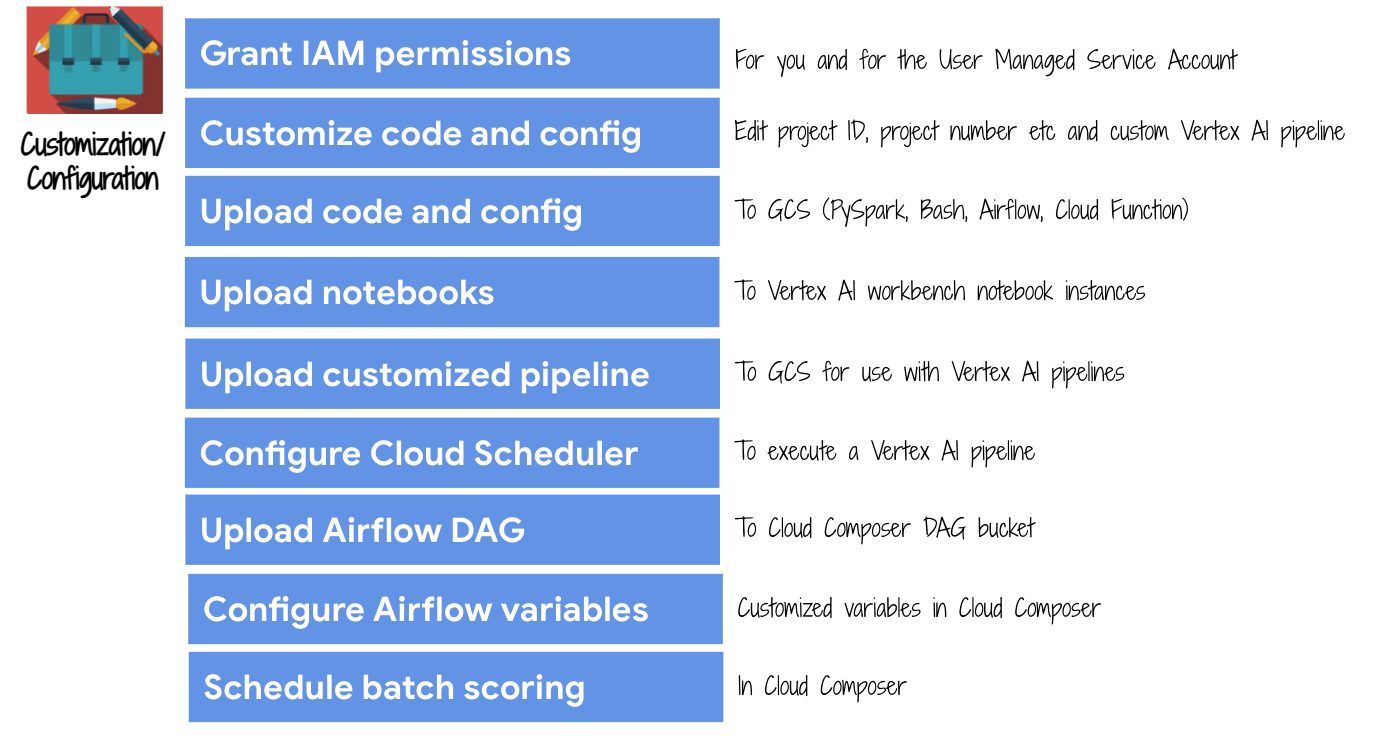 Customization/
Configuration
Grant IAM permissions
For you and for the User Managed Service Account
Customize code and config
Edit project ID, project number etc and custom Vertex AI pipeline
Upload code and config
To GCS (PySpark, Bash, Airflow, Cloud Function)
Upload notebooks
To Vertex AI workbench notebook instances
Upload customized pipeline
To GCS for use with Vertex AI pipelines
Configure Cloud Scheduler
To execute a Vertex AI pipeline
Upload Airflow DAG
To Cloud Composer DAG bucket
Configure Airflow variables
Customized variables in Cloud Composer
Schedule batch scoring
In Cloud Composer